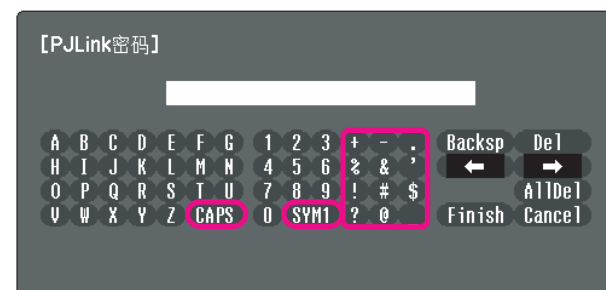 [PJLink密码]
A B C D E F G 1 2 3 + - . Backsp Del
H I J K L M N 4 5 6 % & ' ← →
O P Q R S T U 7 8 9 ! # $ AllDel
V W X Y Z CAPS 0 SYM1 ? @ Finish Cancel